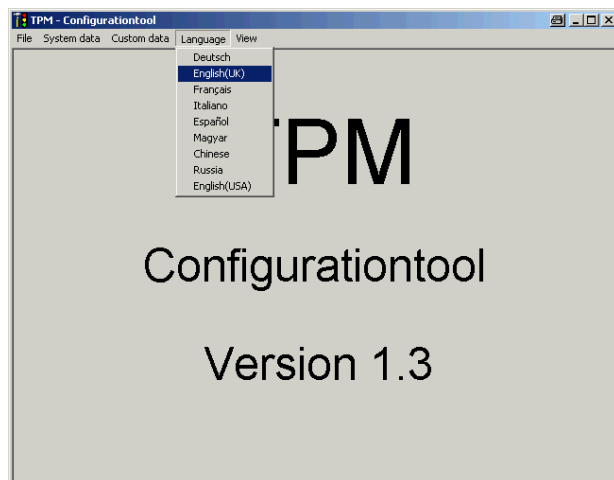 TPM - Configurationtool
File System data Custom data Language View
Deutsch
English(UK)
Français
Italiano
Español
Magyar
Chinese
Russia
English(USA)
TPM
Configurationtool
Version 1.3